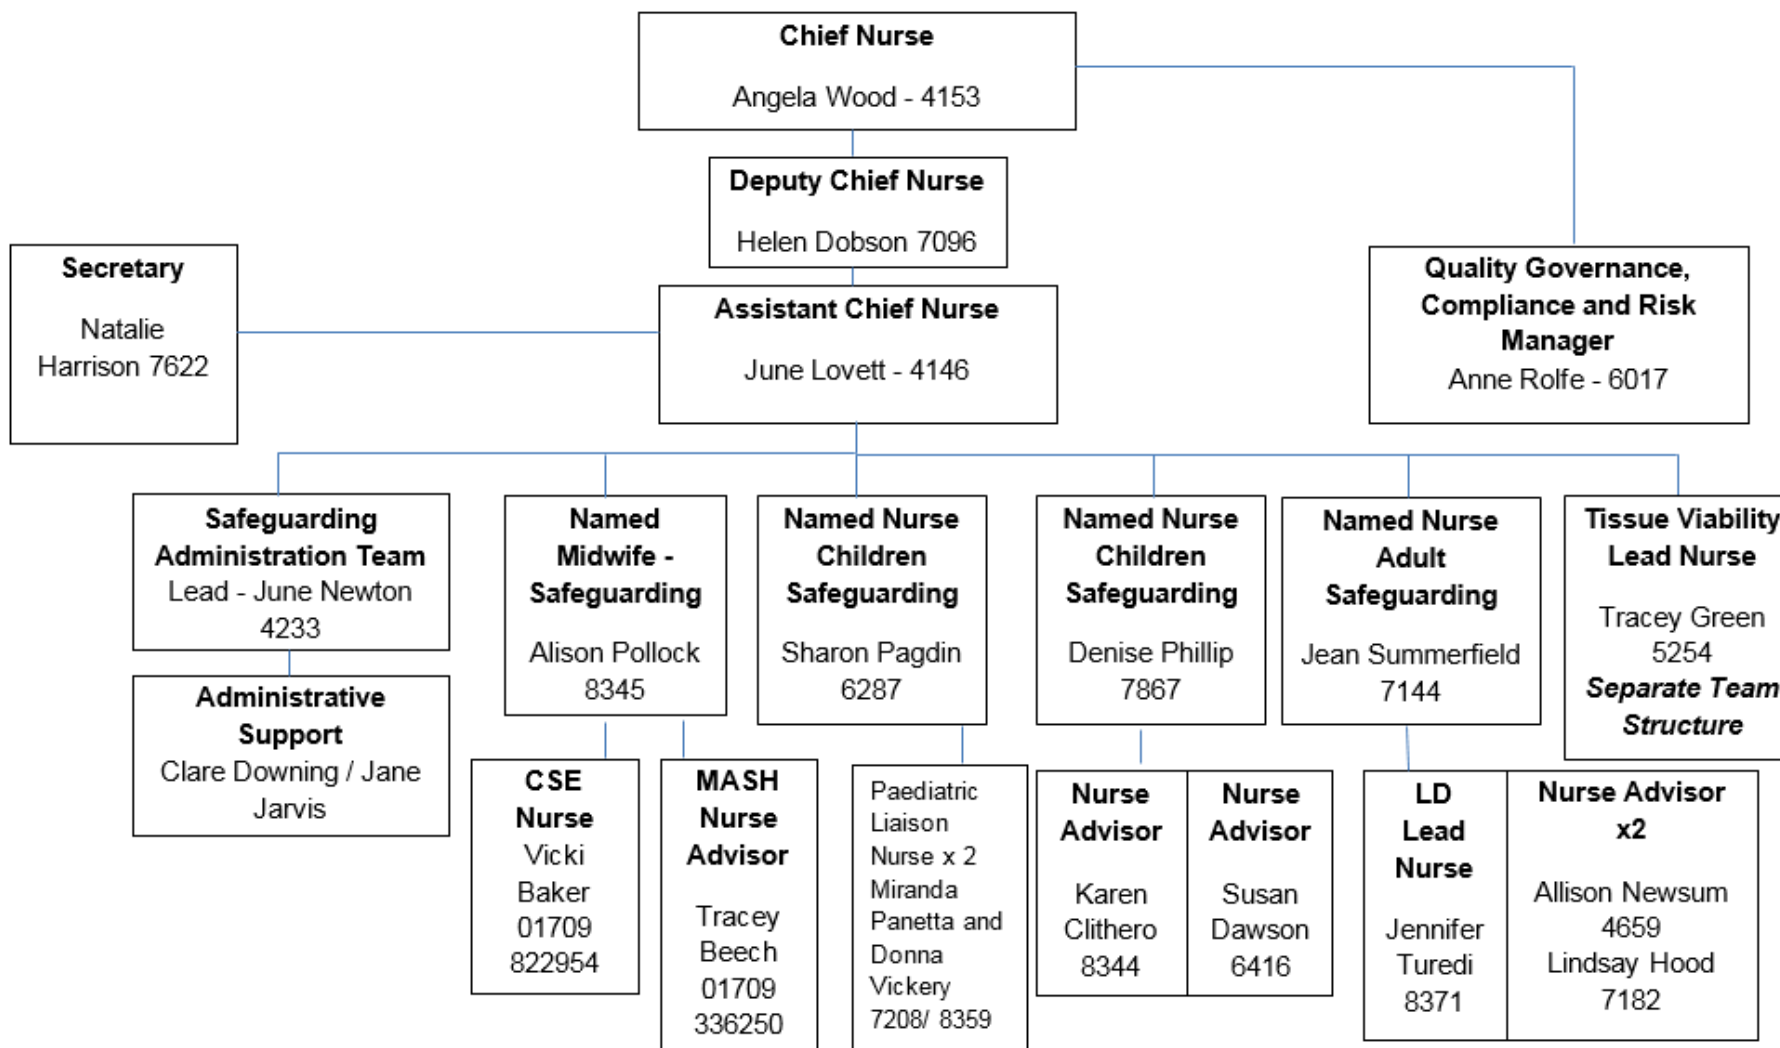 Chief Nurse
Angela Wood - 4153
Deputy Chief Nurse
Helen Dobson 7096
Secretary
Natalie
Harrison 7622
Assistant Chief Nurse
June Lovett - 4146
Quality Governance,
Compliance and Risk
Manager
Anne Rolfe - 6017
Safeguarding
Administration Team
Lead - June Newton
4233
Administrative
Support
Clare Downing / Jane
Jarvis
Named
Midwife -
Safeguarding
Alison Pollock
8345
Named Nurse
Children
Safeguarding
Sharon Pagdin
6287
Named Nurse
Children
Safeguarding
Denise Phillip
7867
Named Nurse
Adult
Safeguarding
Jean Summerfield
7144
Tissue Viability
Lead Nurse
Tracey Green
5254
Separate Team
Structure
CSE
Nurse
Vicki
Baker
01709
822954
MASH
Nurse
Advisor
Tracey
Beech
01709
336250
Paediatric
Liaison
Nurse x 2
Miranda
Panetta and
Donna
Vickery
7208/ 8359
Nurse
Advisor
Karen
Clithero
8344
Nurse
Advisor
Susan
Dawson
6416
LD
Lead
Nurse
Jennifer
Turedi
8371
Nurse Advisor
x2
Allison Newsum
4659
Lindsay Hood
7182